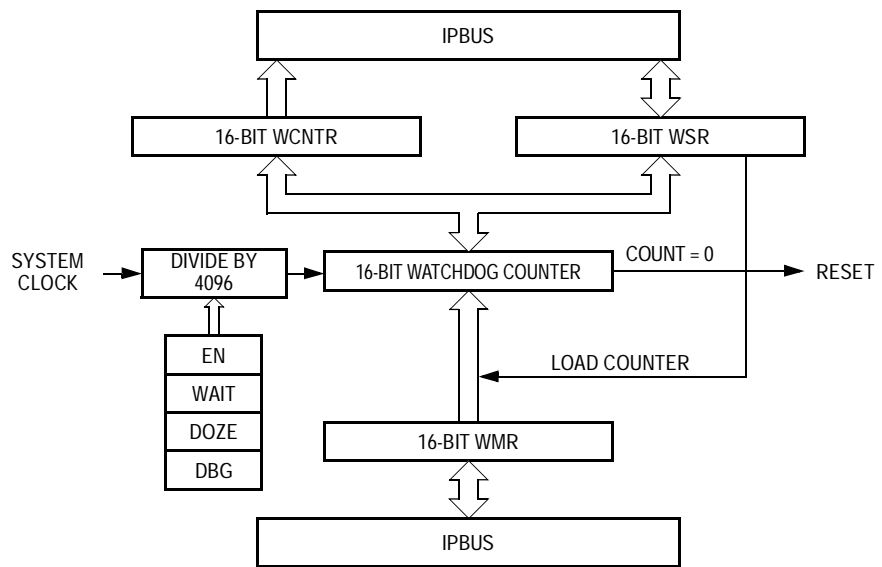 IPBUS
16-BIT WCNTR
16-BIT WSR
SYSTEM
CLOCK
DIVIDE BY
4096
16-BIT WATCHDOG COUNTER
COUNT = 0
RESET
EN
WAIT
DOZE
DBG
LOAD COUNTER
16-BIT WMR
IPBUS